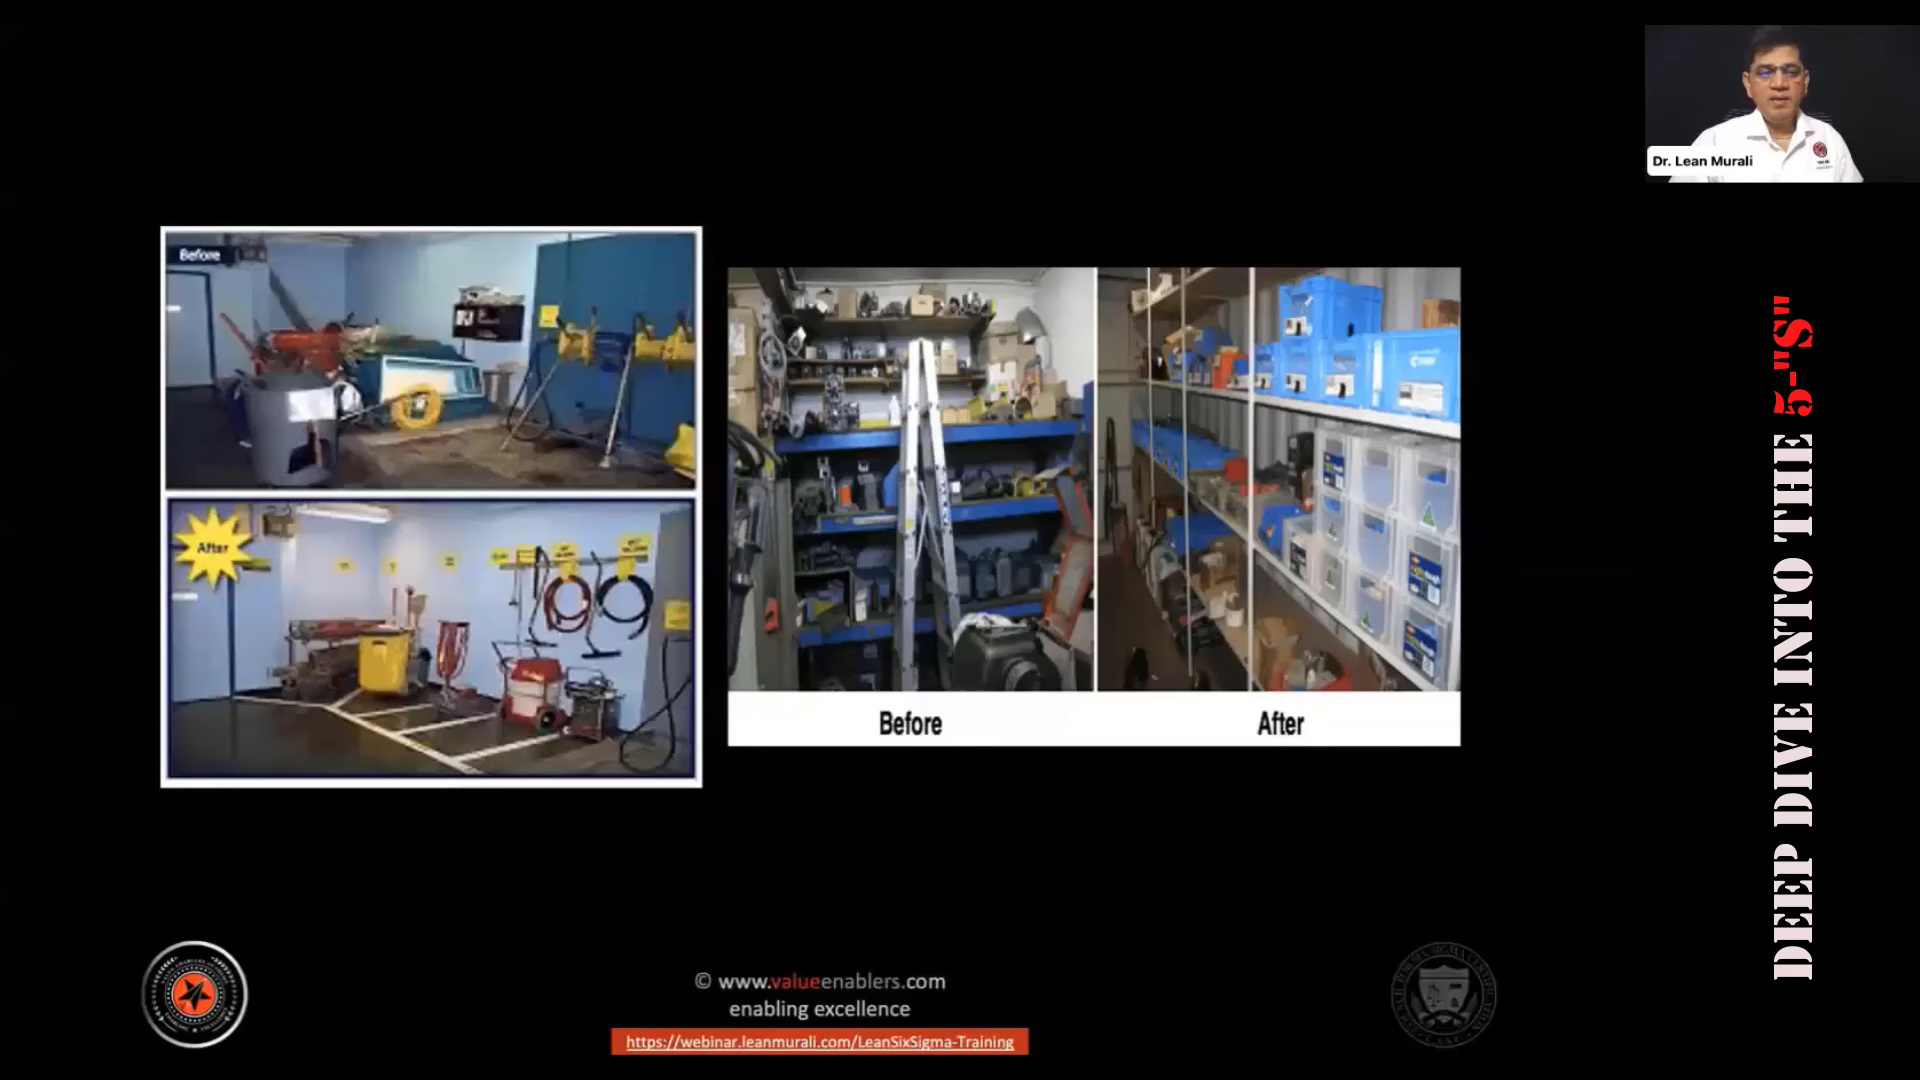 Dr. Lean Murali
Before
After
Before
After
DEEP DIVE INTO THE 5-"S"
© www.valueenablers.com
enabling excellence
https://webinar.leanmurali.com/LeanSixSigma-Training